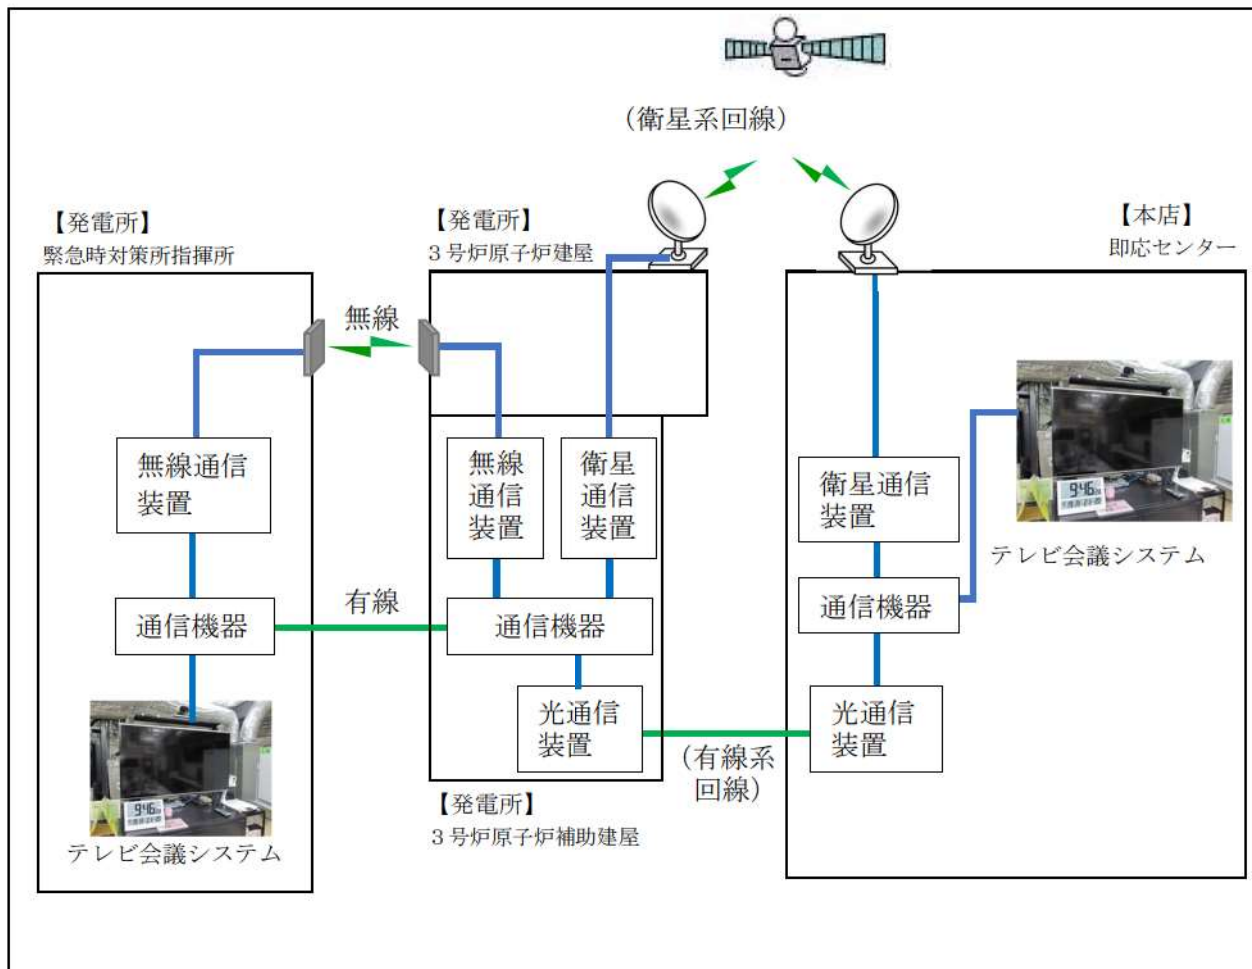 （衛星系回線）
【発電所】
緊急時対策所指揮所
【発電所】
３号炉原子炉建屋
【本店】
即応センター
無線
無線通信
装置
無線
通信
装置
衛星
通信
装置
衛星通信
装置
テレビ会議システム
通信機器
有線
通信機器
通信機器
光通信
装置
光通信
装置
（有線系
回線）
【発電所】
３号炉原子炉補助建屋
テレビ会議システム
9:46
9:46